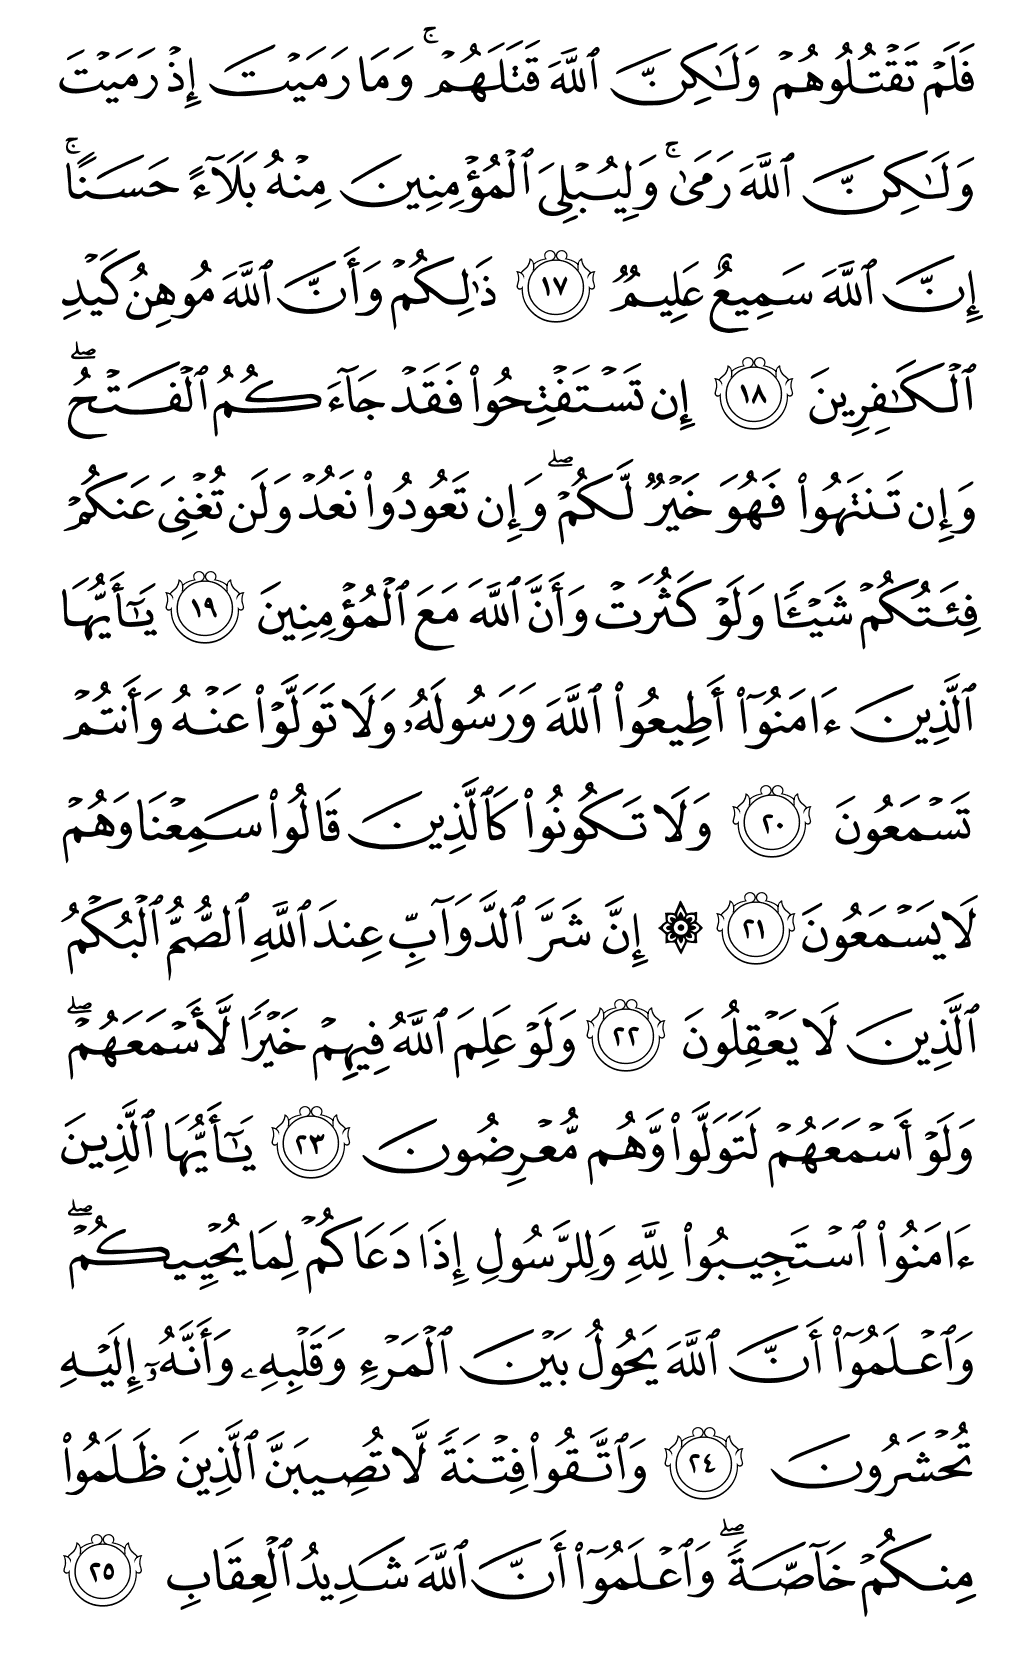 فَلَمۡ تَقۡتُلُوهُمۡ وَلَٰكِنَّ ٱللَّهَ قَتَلَهُمۡۚ وَمَا رَمَيۡتَ إِذۡ رَمَيۡتَ
وَلَٰكِنَّ ٱللَّهَ رَمَىٰۚ وَلِيُبۡلِيَ ٱلۡمُؤۡمِنِينَ مِنۡهُ بَلَآءً حَسَنًاۚ
إِنَّ ٱللَّهَ سَمِيعٌ عَلِيمٞ ١٧ ذَٰلِكُمۡ وَأَنَّ ٱللَّهَ مُوهِنُ كَيۡدِ
ٱلۡكَٰفِرِينَ ١٨ إِن تَسۡتَفۡتِحُواْ فَقَدۡ جَآءَكُمُ ٱلۡفَتۡحُۖ
وَإِن تَنتَهُواْ فَهُوَ خَيۡرٞ لَّكُمۡۖ وَإِن تَعُودُواْ نَعُدۡ وَلَن تُغۡنِيَ عَنكُمۡ
فِئَتُكُمۡ شَيۡـٔٗا وَلَوۡ كَثُرَتۡ وَأَنَّ ٱللَّهَ مَعَ ٱلۡمُؤۡمِنِينَ ١٩ يَٰٓأَيُّهَا
ٱلَّذِينَ ءَامَنُوٓاْ أَطِيعُواْ ٱللَّهَ وَرَسُولَهُۥ وَلَا تَوَلَّوۡاْ عَنۡهُ وَأَنتُمۡ
تَسۡمَعُونَ ٢٠ وَلَا تَكُونُواْ كَٱلَّذِينَ قَالُواْ سَمِعۡنَا وَهُمۡ
لَا يَسۡمَعُونَ ٢١ ۞ إِنَّ شَرَّ ٱلدَّوَآبِّ عِندَ ٱللَّهِ ٱلصُّمُّ ٱلۡبُكۡمُ
ٱلَّذِينَ لَا يَعۡقِلُونَ ٢٢ وَلَوۡ عَلِمَ ٱللَّهُ فِيهِمۡ خَيۡرٗا لَّأَسۡمَعَهُمۡۖ
وَلَوۡ أَسۡمَعَهُمۡ لَتَوَلَّواْ وَّهُم مُّعۡرِضُونَ ٢٣ يَٰٓأَيُّهَا ٱلَّذِينَ
ءَامَنُواْ ٱسۡتَجِيبُواْ لِلَّهِ وَلِلرَّسُولِ إِذَا دَعَاكُمۡ لِمَا يُحۡيِيكُمۡۖ
وَٱعۡلَمُوٓاْ أَنَّ ٱللَّهَ يَحُولُ بَيۡنَ ٱلۡمَرۡءِ وَقَلۡبِهِۦ وَأَنَّهُۥٓ إِلَيۡهِ
تُحۡشَرُونَ ٢٤ وَٱتَّقُواْ فِتۡنَةٗ لَّا تُصِيبَنَّ ٱلَّذِينَ ظَلَمُواْ
مِنكُمۡ خَآصَّةٗۖ وَٱعۡلَمُوٓاْ أَنَّ ٱللَّهَ شَدِيدُ ٱلۡعِقَابِ ٢٥